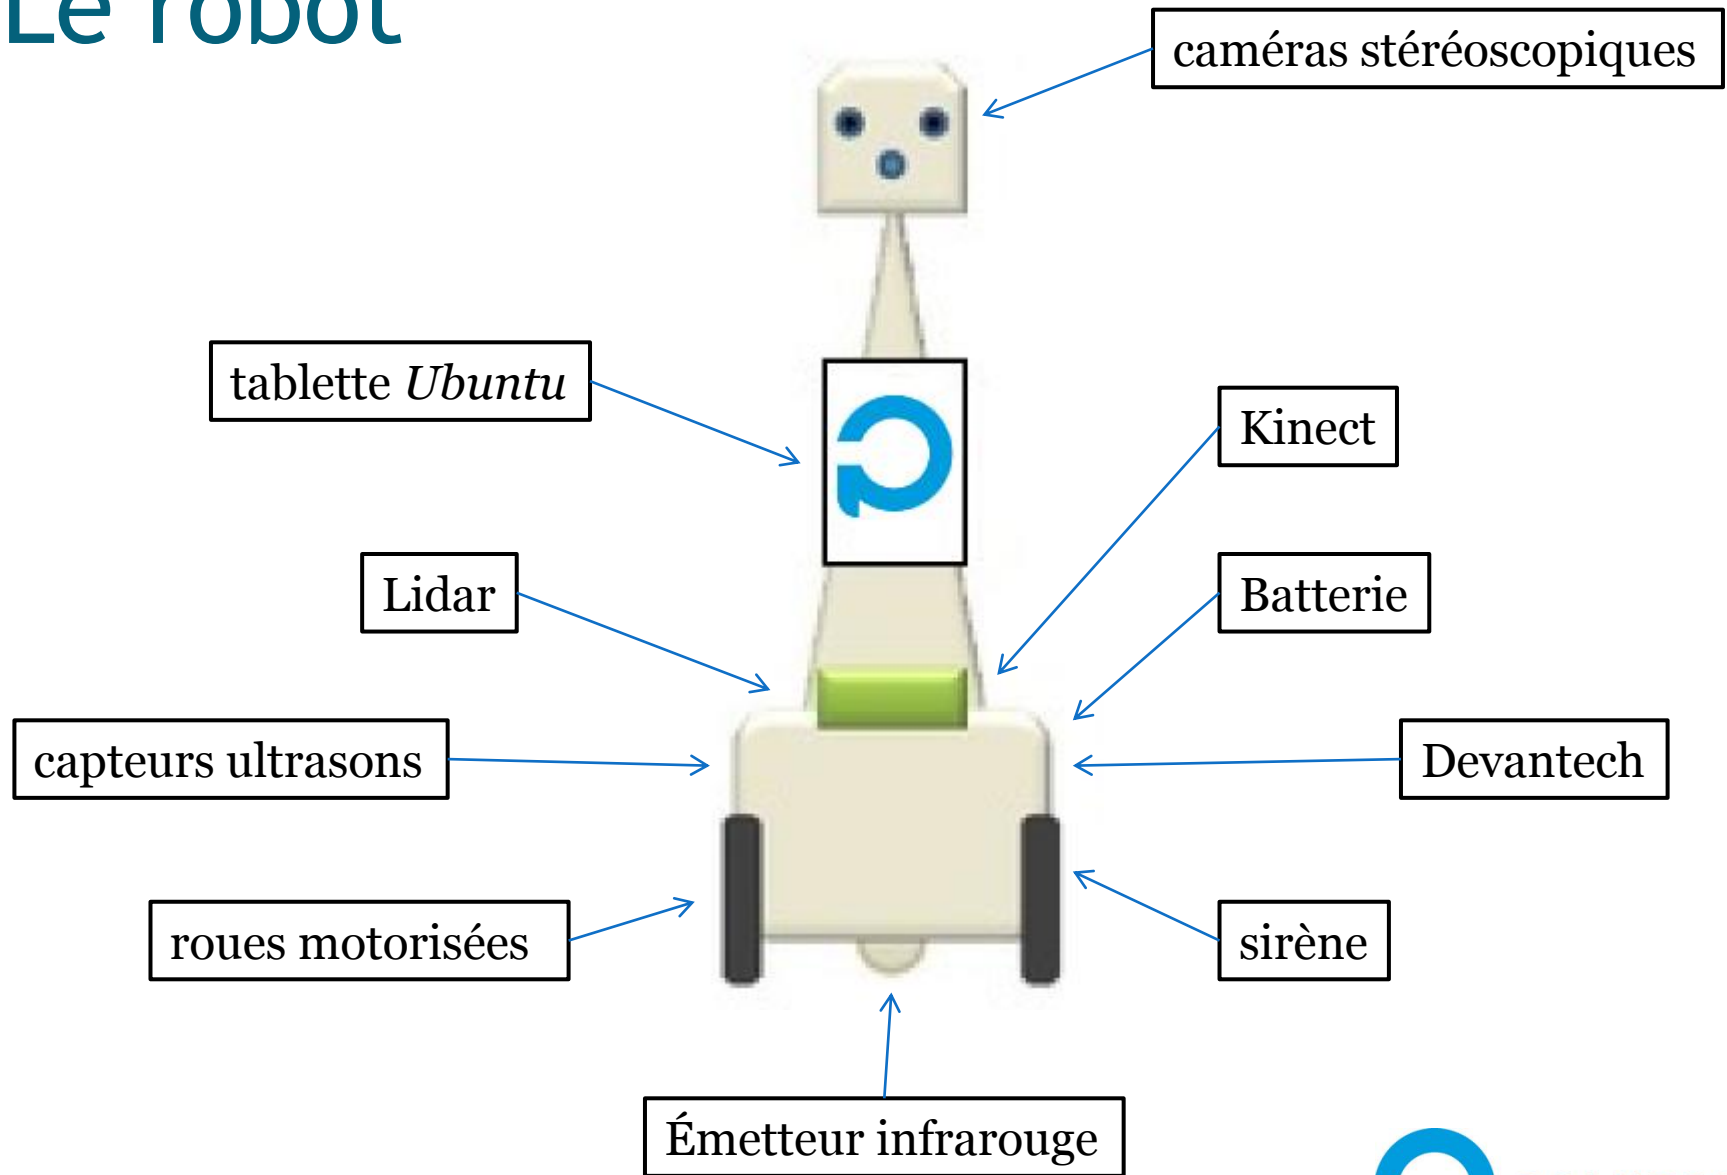 Le robot
caméras stéréoscopiques
tablette Ubuntu
Kinect
Lidar
Batterie
capteurs ultrasons
Devantech
roues motorisées
sirène
Émetteur infrarouge